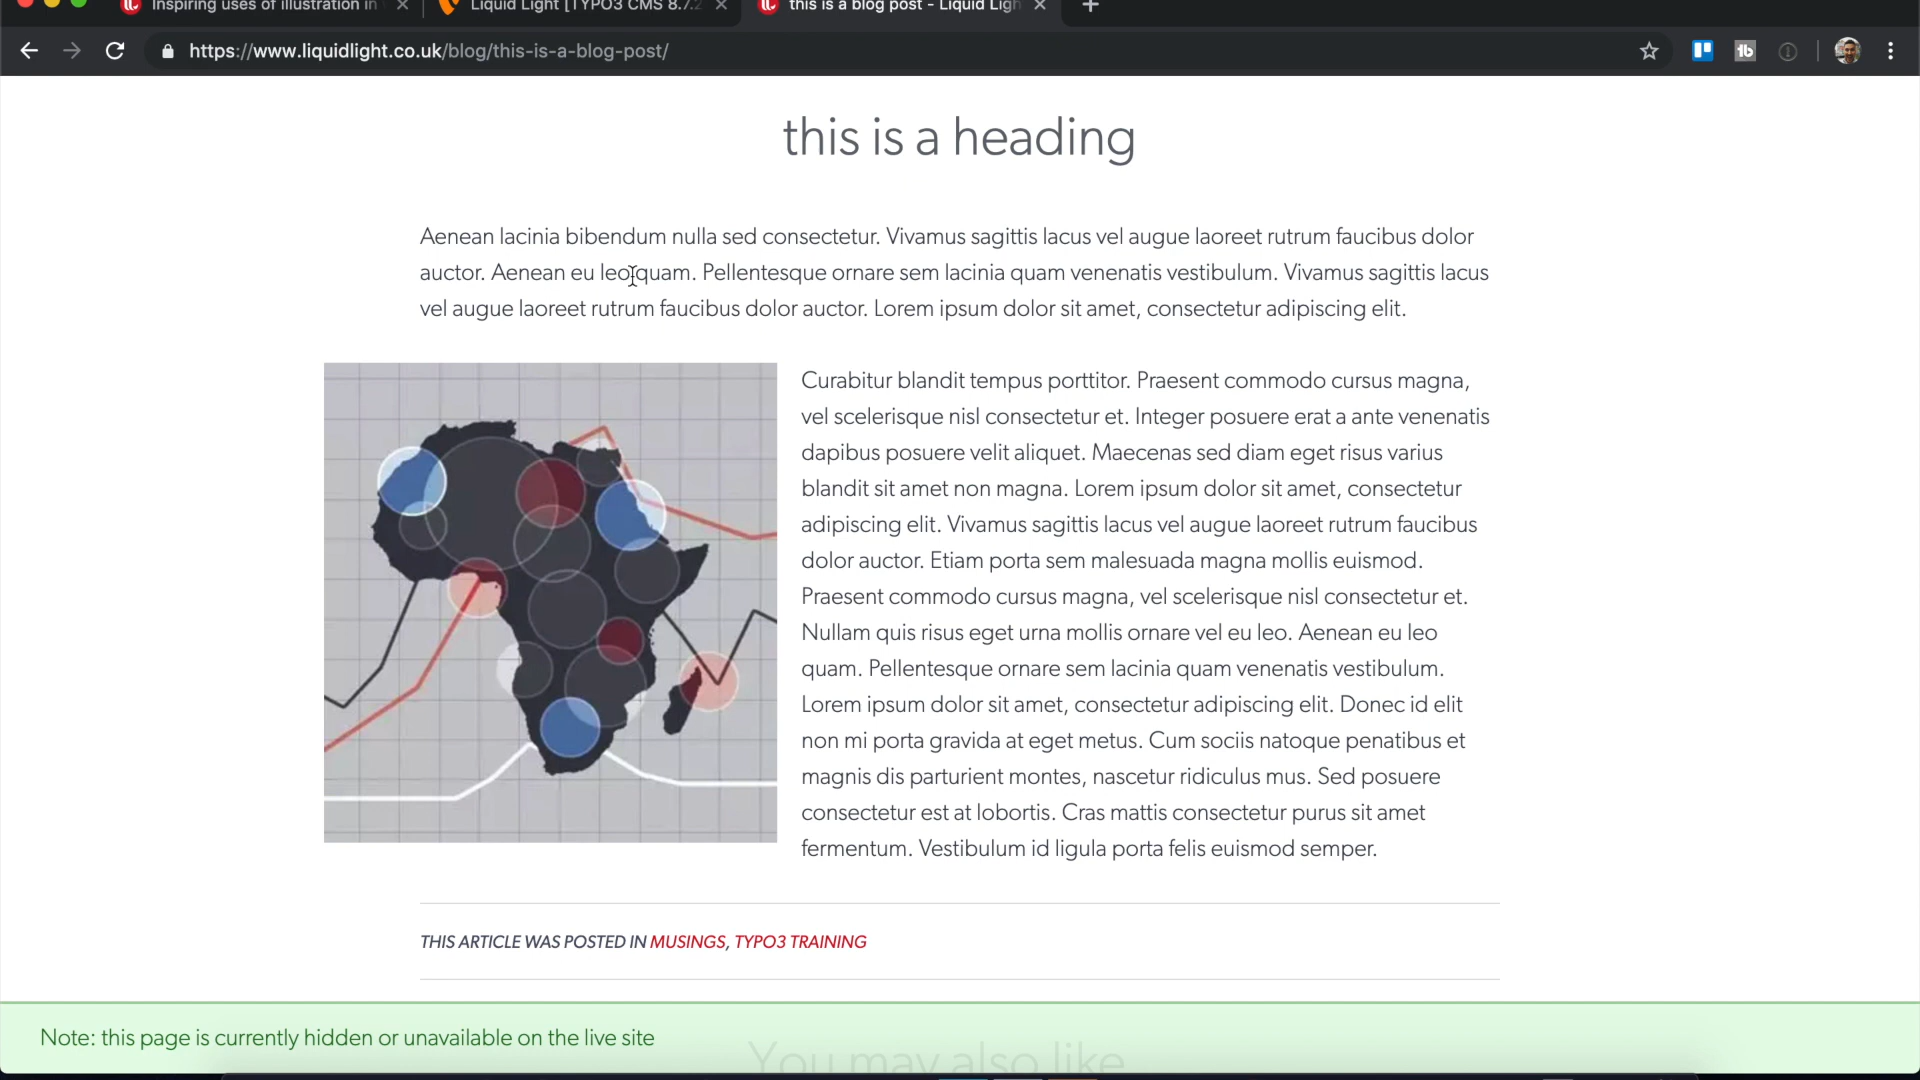 Inspiring uses of illustration in
Liquid Light [TYPO3 CMS 8.7.2
this is a blog post - Liquid Ligh
https://www.liquidlight.co.uk/blog/this-is-a-blog-post/
this is a heading
Aenean lacinia bibendum nulla sed consectetur. Vivamus sagittis lacus vel augue laoreet rutrum faucibus dolor
auctor. Aenean eu leo quam. Pellentesque ornare sem lacinia quam venenatis vestibulum. Vivamus sagittis lacus
vel augue laoreet rutrum faucibus dolor auctor. Lorem ipsum dolor sit amet, consectetur adipiscing elit.
Curabitur blandit tempus porttitor. Praesent commodo cursus magna,
vel scelerisque nisl consectetur et. Integer posuere erat a ante venenatis
dapibus posuere velit aliquet. Maecenas sed diam eget risus varius
blandit sit amet non magna. Lorem ipsum dolor sit amet, consectetur
adipiscing elit. Vivamus sagittis lacus vel augue laoreet rutrum faucibus
dolor auctor. Etiam porta sem malesuada magna mollis euismod.
Praesent commodo cursus magna, vel scelerisque nisl consectetur et.
Nullam quis risus eget urna mollis ornare vel eu leo. Aenean eu leo
quam. Pellentesque ornare sem lacinia quam venenatis vestibulum.
Lorem ipsum dolor sit amet, consectetur adipiscing elit. Donec id elit
non mi porta gravida at eget metus. Cum sociis natoque penatibus et
magnis dis parturient montes, nascetur ridiculus mus. Sed posuere
consectetur est at lobortis. Cras mattis consectetur purus sit amet
fermentum. Vestibulum id ligula porta felis euismod semper.
THIS ARTICLE WAS POSTED IN MUSINGS, TYPO3 TRAINING
Note: this page is currently hidden or unavailable on the live site
You may also like